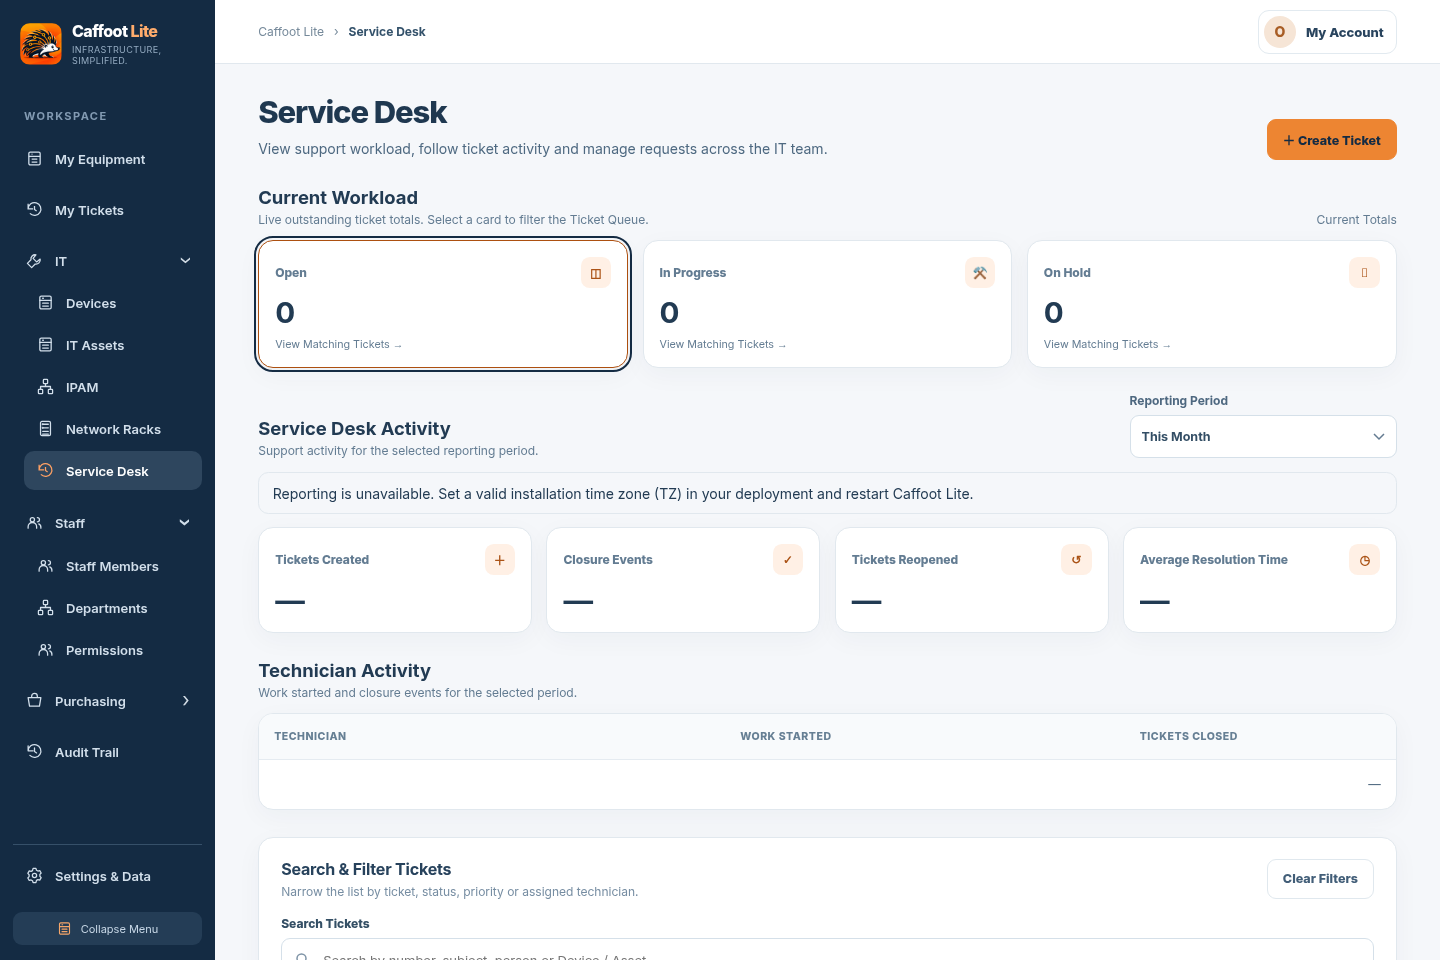 Caffoot Lite
INFRASTRUCTURE,
SIMPLIFIED.
WORKSPACE
My Equipment
My Tickets
IT
Devices
IT Assets
IPAM
Network Racks
Service Desk
Staff
Staff Members
Departments
Permissions
Purchasing
Audit Trail
Settings & Data
Collapse Menu
Caffoot Lite › Service Desk
O My Account
Service Desk
View support workload, follow ticket activity and manage requests across the IT team.
+ Create Ticket
Current Workload
Live outstanding ticket totals. Select a card to filter the Ticket Queue.
Current Totals
Open
0
View Matching Tickets →
In Progress
0
View Matching Tickets →
On Hold
0
View Matching Tickets →
Service Desk Activity
Support activity for the selected reporting period.
Reporting Period
This Month
Reporting is unavailable. Set a valid installation time zone (TZ) in your deployment and restart Caffoot Lite.
Tickets Created
—
Closure Events
—
Tickets Reopened
—
Average Resolution Time
—
Technician Activity
Work started and closure events for the selected period.
TECHNICIAN WORK STARTED TICKETS CLOSED
—
Search & Filter Tickets
Narrow the list by ticket, status, priority or assigned technician.
Clear Filters
Search Tickets
Search by number, subject, person or Device / Asset